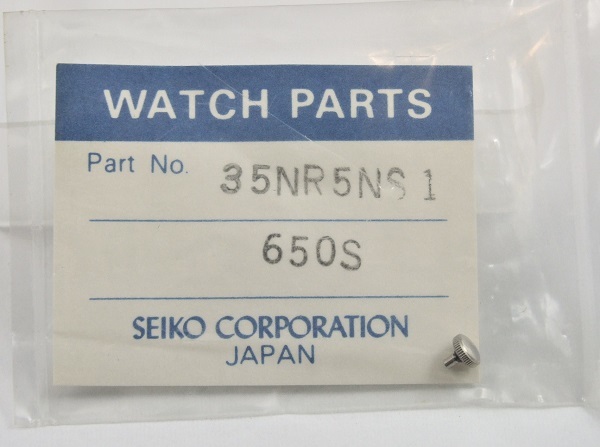 WATCH PARTS
Part No. 35NR5NS1
650S
SEIKO CORPORATION
JAPAN